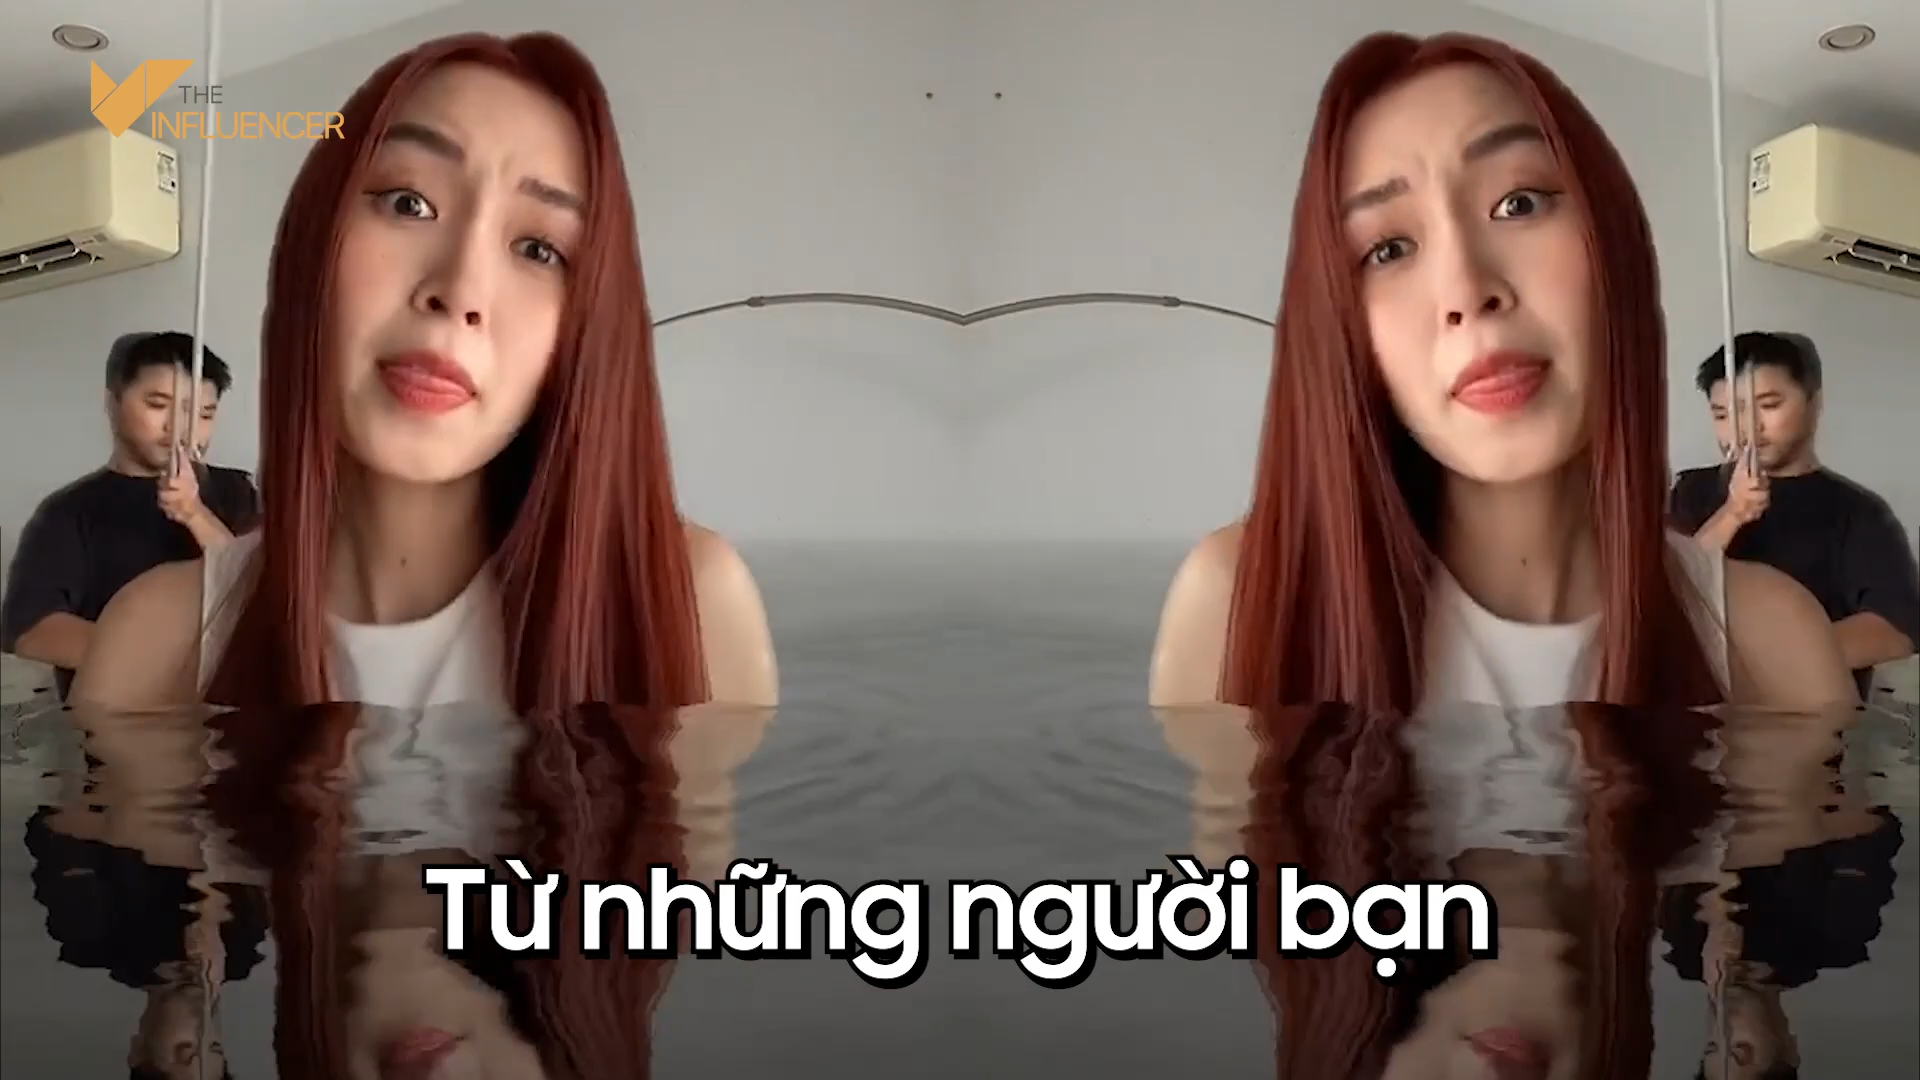 THE
INFLUENCER
Từ những người bạn